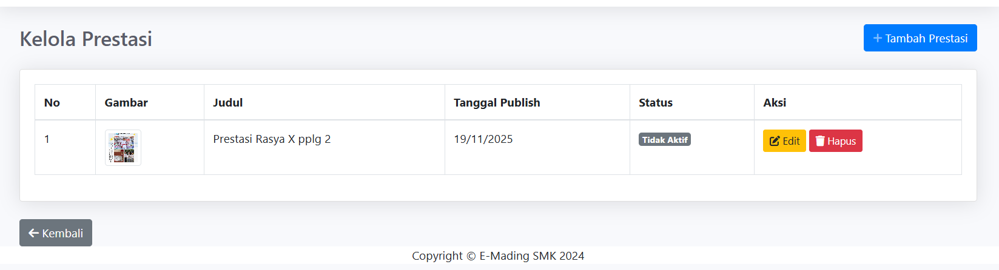 Kelola Prestasi
+ Tambah Prestasi
No Gambar Judul Tanggal Publish Status Aksi
1 Prestasi Rasya X pplg 2 19/11/2025 Tidak Aktif Edit Hapus
Kembali
Copyright © E-Mading SMK 2024